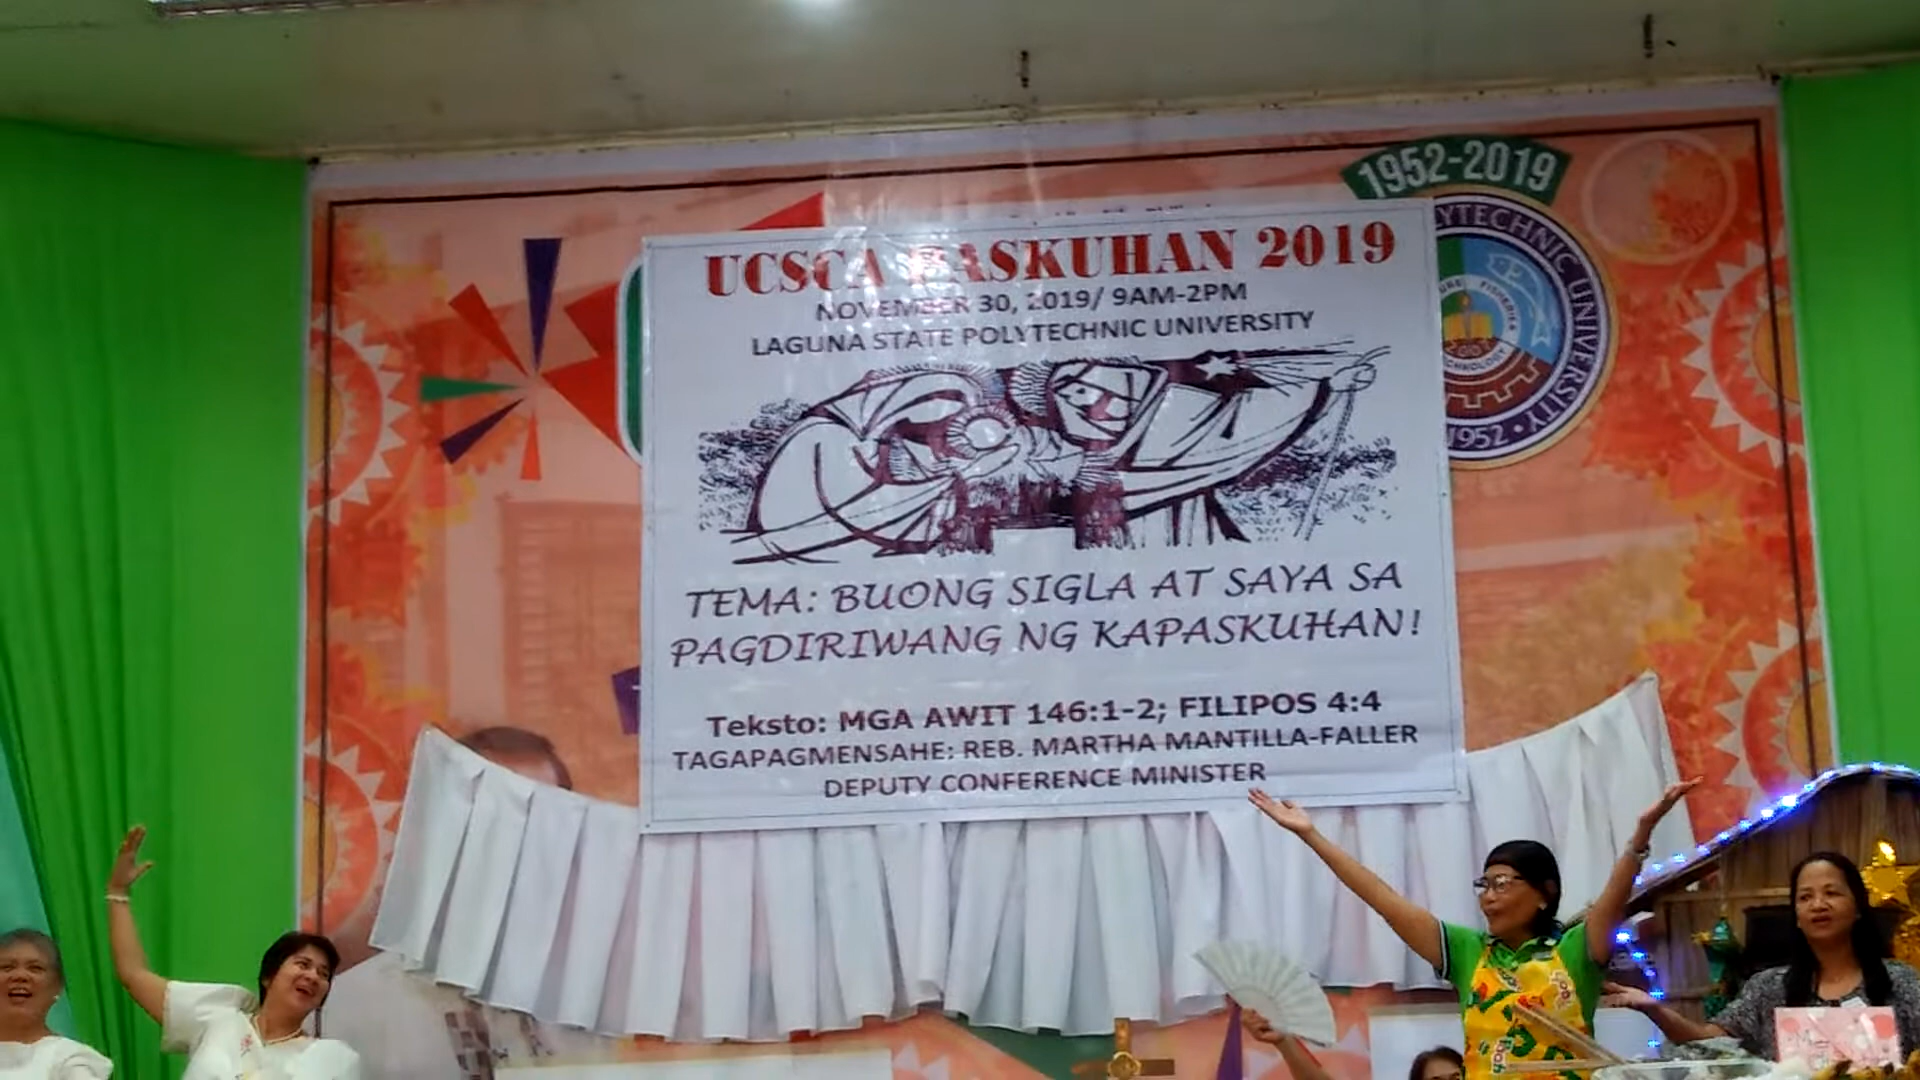 1952-2019
UCSCA PASKUHAN 2019
NOVEMBER 30, 2019/ 9AM-2PM
LAGUNA STATE POLYTECHNIC UNIVERSITY
LYTECHNIC UNIVERSITY • 1952
FISHERIES
TEMA: BUONG SIGLA AT SAYA SA
PAGDIRIWANG NG KAPASKUHAN!
Teksto: MGA AWIT 146:1-2; FILIPOS 4:4
TAGAPAGMENSAHE: REB. MARTHA MANTILLA-FALLER
DEPUTY CONFERENCE MINISTER